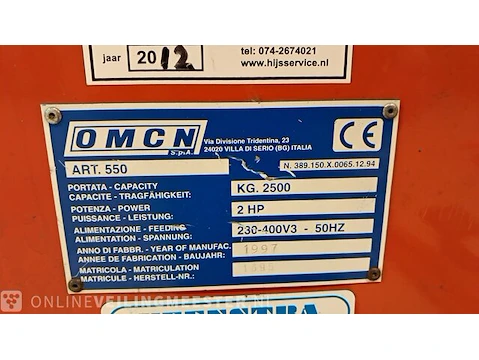 tel: 074-2674021
jaar 2012
www.hijsservice.nl
OMCN S.p.A.
Via Divisione Tridentina, 23
24020 VILLA DI SERIO (BG) ITALIA
CE
ART. 550
N. 389.150.X.0065.12.94
PORTATA - CAPACITY
CAPACITE - TRAGFÄHIGKEIT:
KG. 2500
POTENZA - POWER
PUISSANCE - LEISTUNG:
2 HP
ALIMENTAZIONE - FEEDING
ALIMENTATION - SPANNUNG:
230-400V3 - 50HZ
ANNO DI FABBR. - YEAR OF MANUFAC.
ANNEE DE FABRICATION - BAUJAHR:
1997
MATRICOLA - MATRICULATION
MATRICULE - HERSTELL-NR.:
ONLINEVEILINGMEESTER.NL